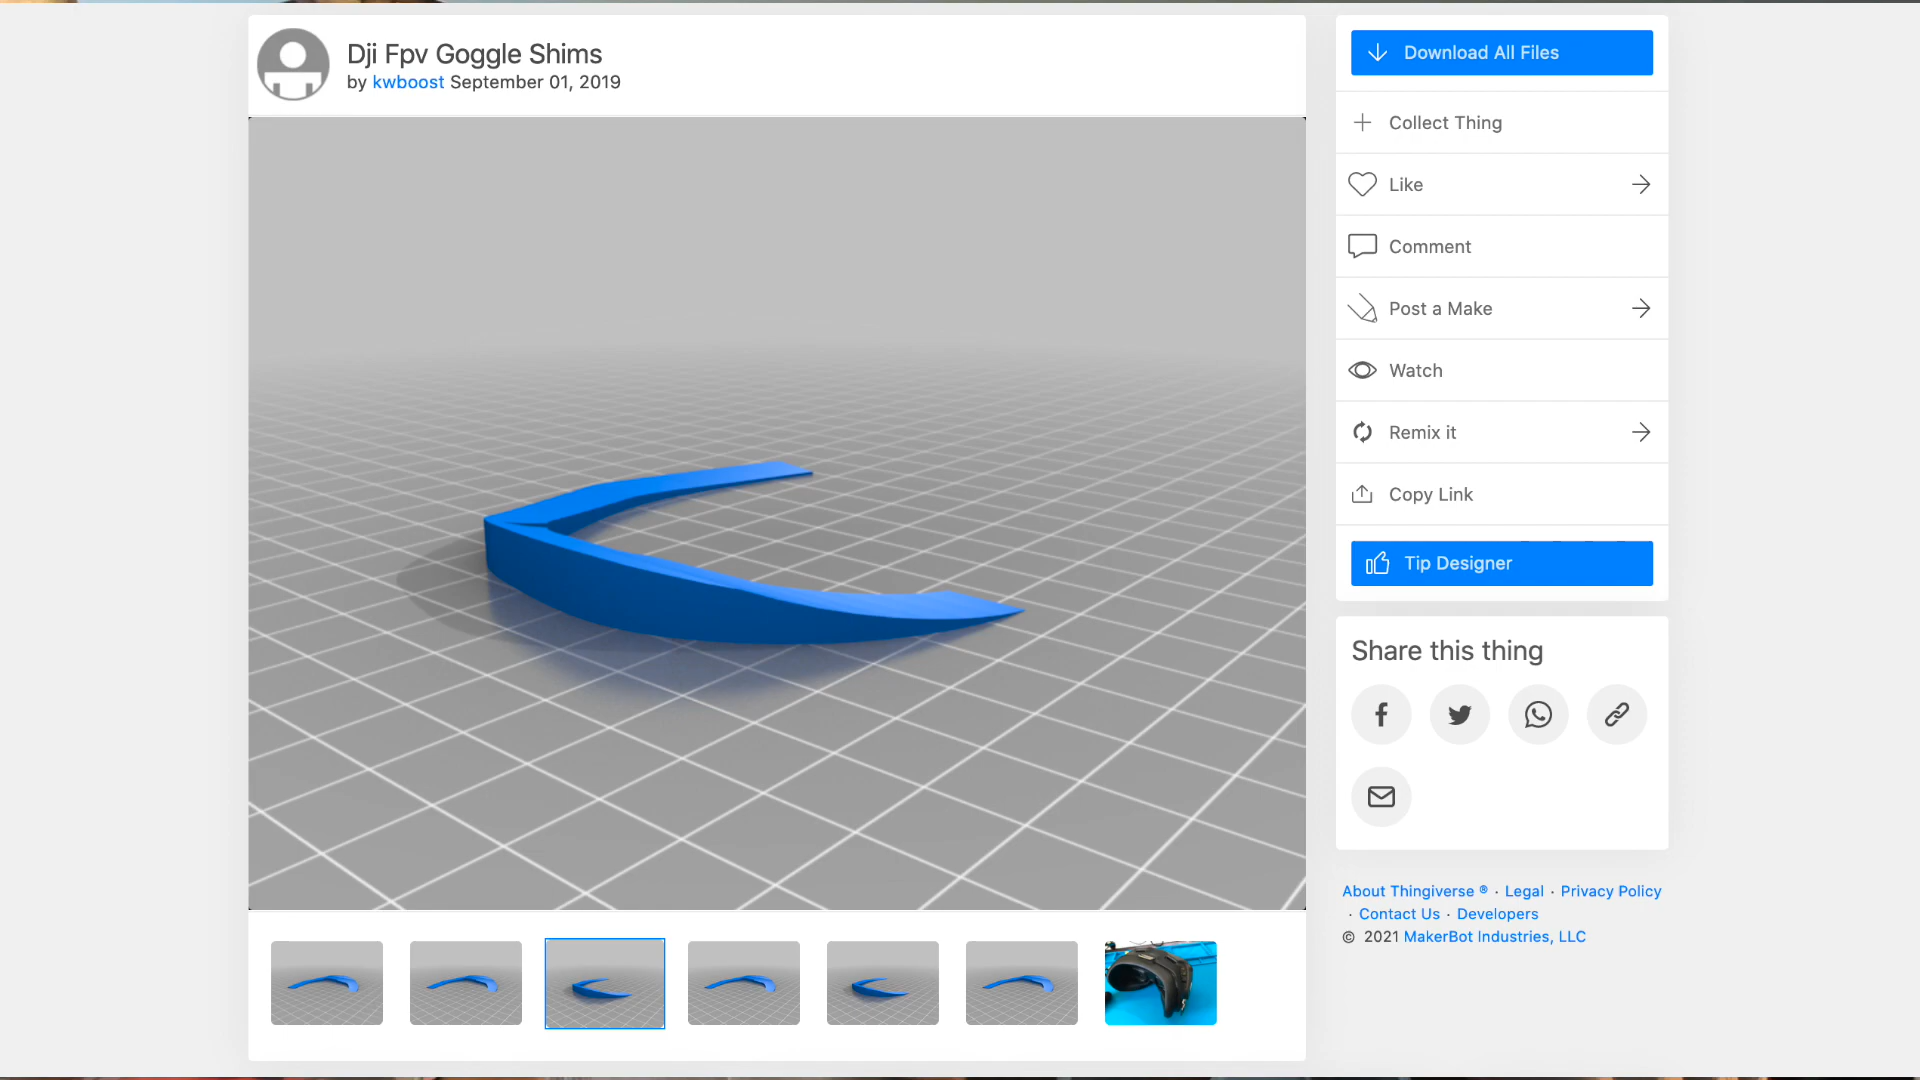 Dji Fpv Goggle Shims
by kwboost September 01, 2019
Download All Files
Collect Thing
Like
Comment
Post a Make
Watch
Remix it
Copy Link
Tip Designer
Share this thing
About Thingiverse ® · Legal · Privacy Policy
· Contact Us · Developers
© 2021 MakerBot Industries, LLC